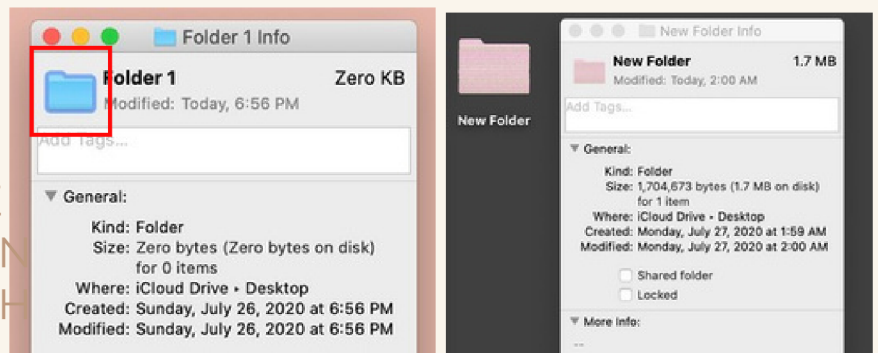 Folder 1 Info
Folder 1 Zero KB
Modified: Today, 6:56 PM
Add Tags...
▼ General:
Kind: Folder
Size: Zero bytes (Zero bytes on disk)
for 0 items
Where: iCloud Drive ▸ Desktop
Created: Sunday, July 26, 2020 at 6:56 PM
Modified: Sunday, July 26, 2020 at 6:56 PM
N
H
New Folder
New Folder Info
New Folder 1.7 MB
Modified: Today, 2:00 AM
Add Tags...
▼ General:
Kind: Folder
Size: 1,704,673 bytes (1.7 MB on disk)
for 1 item
Where: iCloud Drive ▸ Desktop
Created: Monday, July 27, 2020 at 1:59 AM
Modified: Monday, July 27, 2020 at 2:00 AM
Shared folder
Locked
▼ More Info:
--